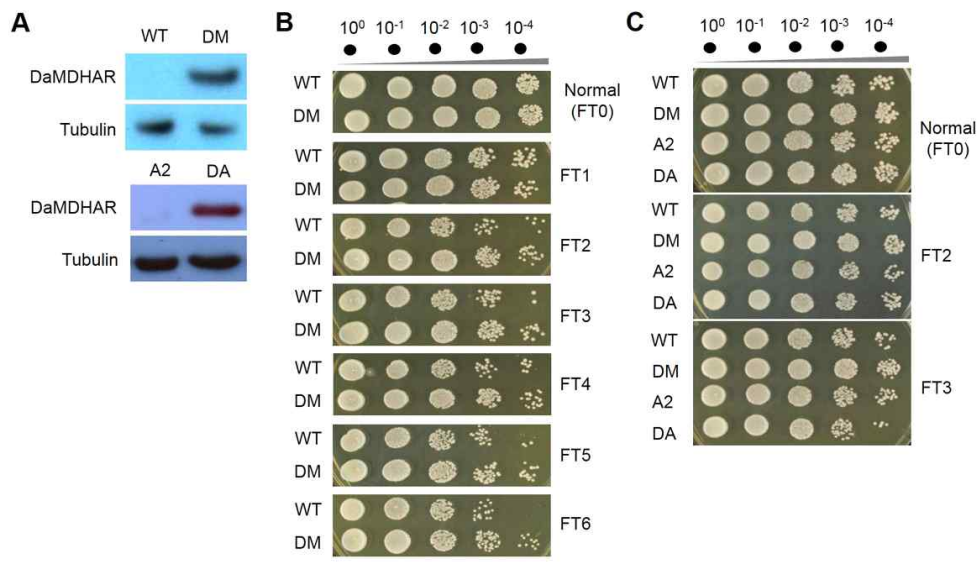 A
WT DM
DaMDHAR
Tubulin
A2 DA
DaMDHAR
Tubulin
B
10⁰ 10⁻¹ 10⁻² 10⁻³ 10⁻⁴
WT
DM
Normal
(FT0)
WT
DM
FT1
WT
DM
FT2
WT
DM
FT3
WT
DM
FT4
WT
DM
FT5
WT
DM
FT6
C
10⁰ 10⁻¹ 10⁻² 10⁻³ 10⁻⁴
WT
DM
A2
DA
Normal
(FT0)
WT
DM
A2
DA
FT2
WT
DM
A2
DA
FT3